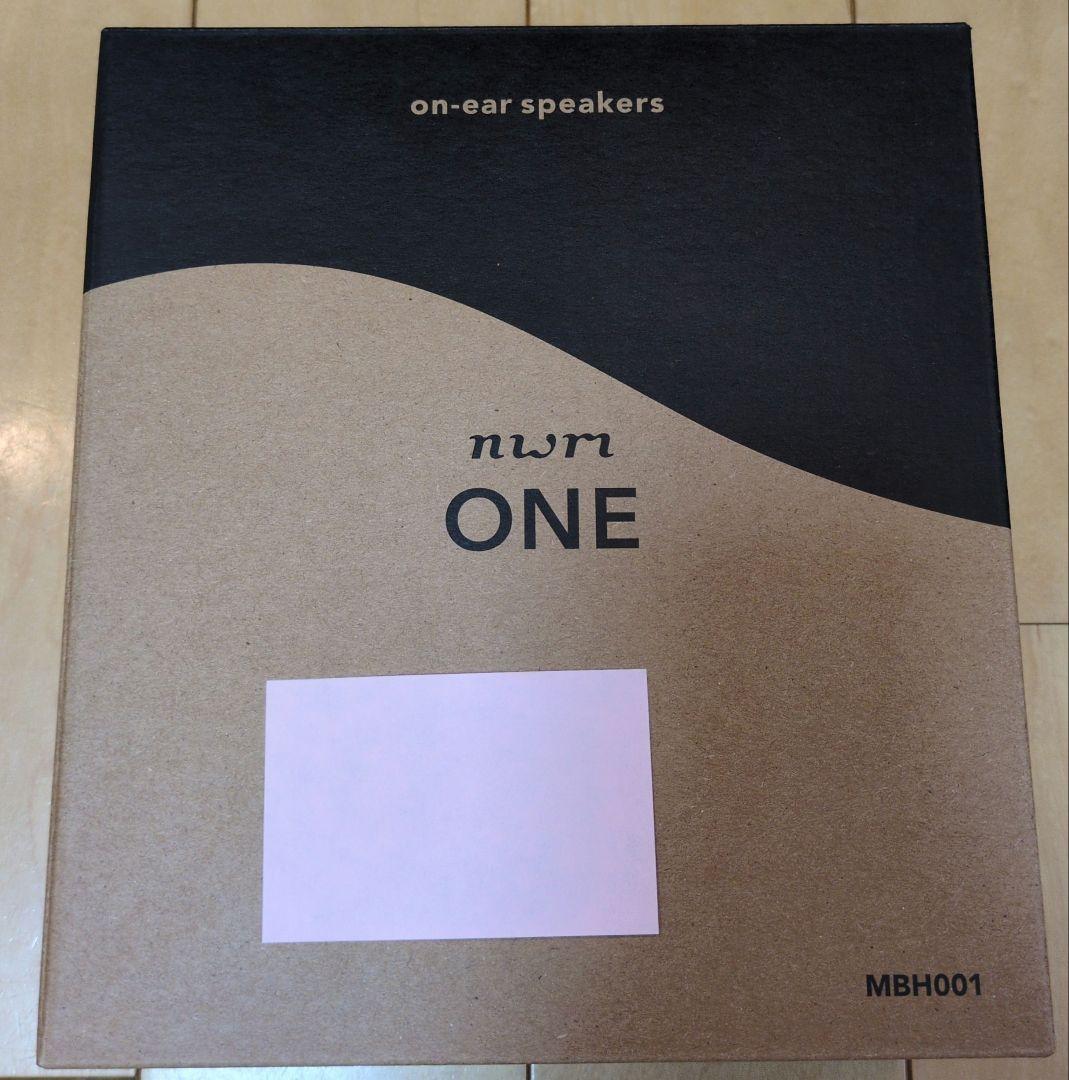 on-ear speakers
nwm
ONE
MBH001